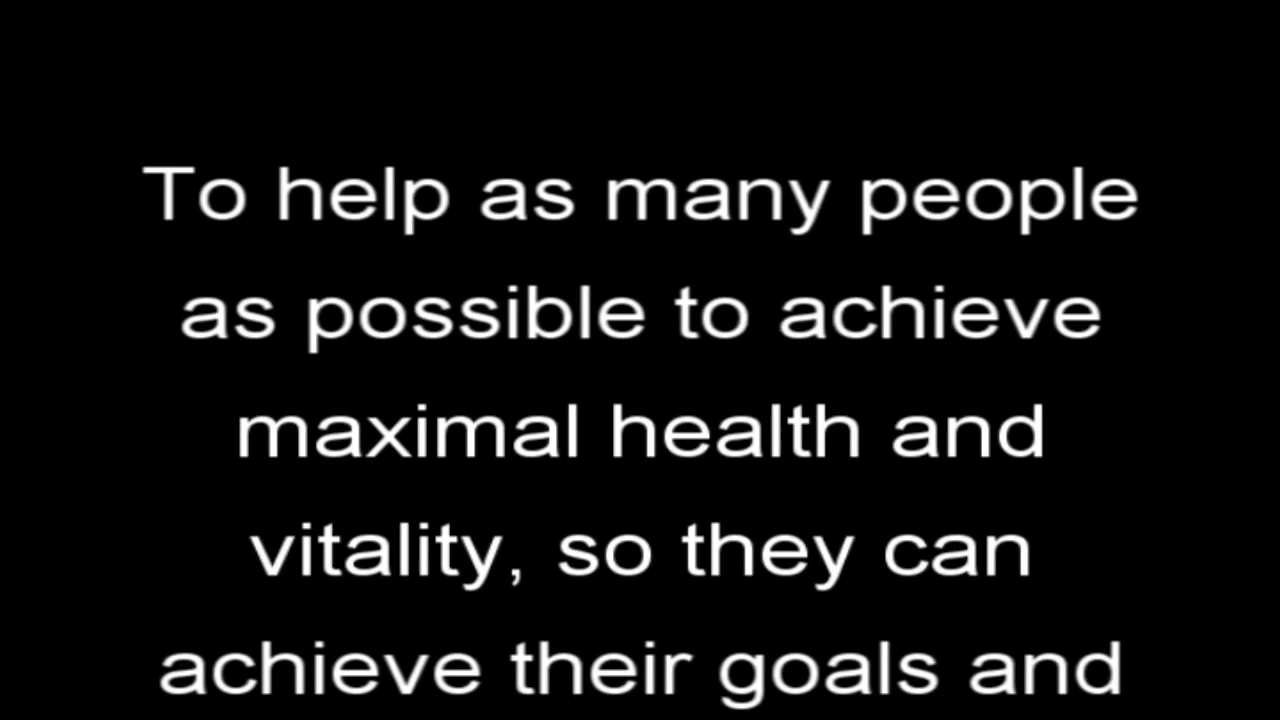 To help as many people
as possible to achieve
maximal health and
vitality, so they can
achieve their goals and